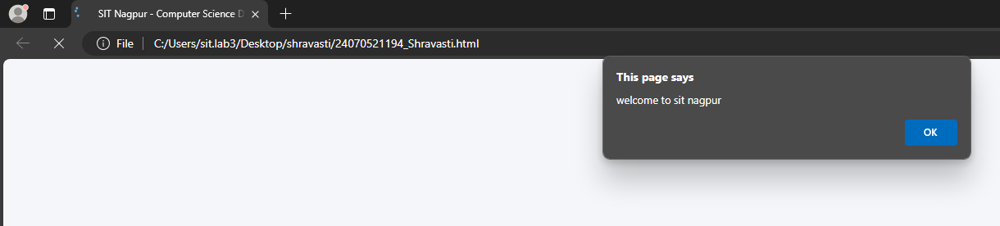 SIT Nagpur - Computer Science D
File
C:/Users/sit.lab3/Desktop/shravasti/24070521194_Shravasti.html
This page says
welcome to sit nagpur
OK